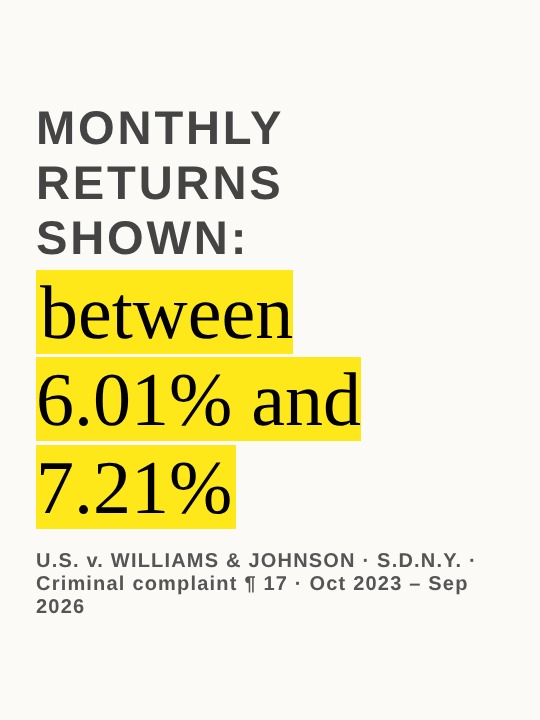 MONTHLY
RETURNS
SHOWN:
between
6.01% and
7.21%
U.S. v. WILLIAMS & JOHNSON · S.D.N.Y. ·
Criminal complaint ¶ 17 · Oct 2023 – Sep
2026